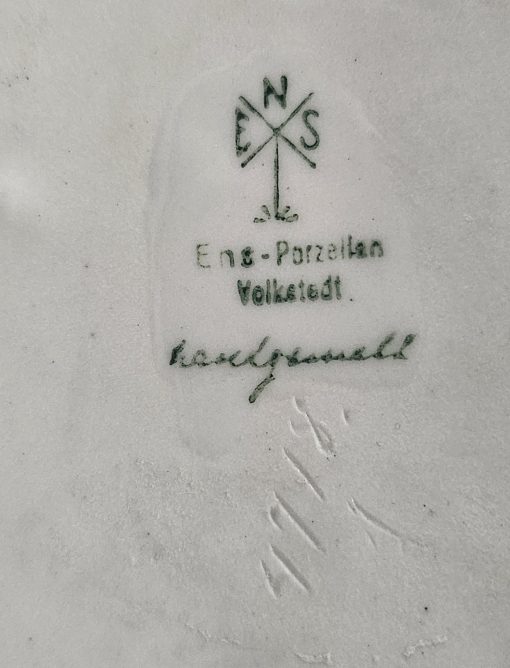 E N S
Ens-Porzellan
Volkstedt.
handgemalt